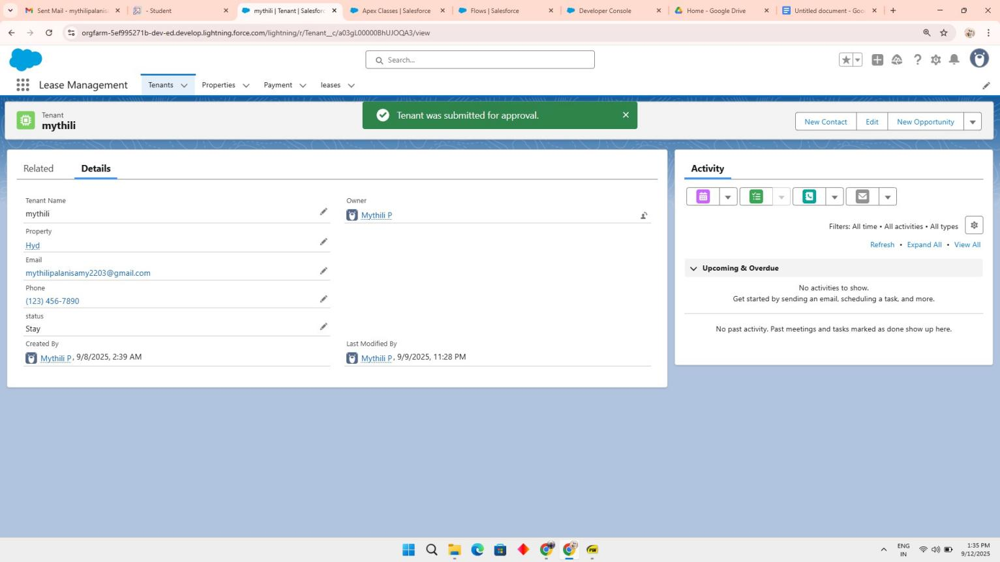 Sent Mail - mythilipalanis
- Student
mythili | Tenant | Salesforc
Apex Classes | Salesforce
Flows | Salesforce
Developer Console
Home - Google Drive
Untitled document - Goo
orgfarm-5ef995271b-dev-ed.develop.lightning.force.com/lightning/r/Tenant__c/a03gL00000BhUJOQA3/view
Search...
Lease Management
Tenants
Properties
Payment
leases
Tenant
mythili
Tenant was submitted for approval.
New Contact
Edit
New Opportunity
Related
Details
Activity
Tenant Name
mythili
Owner
Mythili P
Property
Hyd
Email
mythilipalanisamy2203@gmail.com
Phone
(123) 456-7890
status
Stay
Created By
Mythili P, 9/8/2025, 2:39 AM
Last Modified By
Mythili P, 9/9/2025, 11:28 PM
Filters: All time • All activities • All types
Refresh • Expand All • View All
Upcoming & Overdue
No activities to show.
Get started by sending an email, scheduling a task, and more.
No past activity. Past meetings and tasks marked as done show up here.
ENG
IN
1:35 PM
9/12/2025